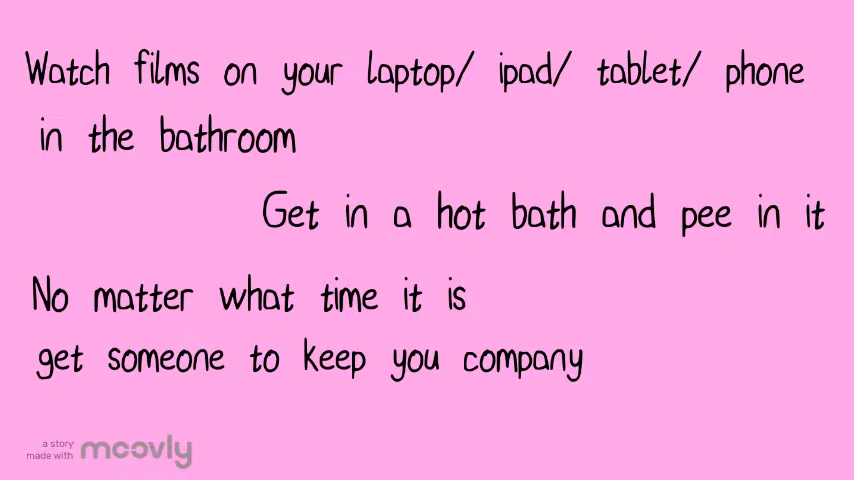 Watch films on your laptop/ ipad/ tablet/ phone
in the bathroom
Get in a hot bath and pee in it
No matter what time it is
get someone to keep you company
a story
made with moovly